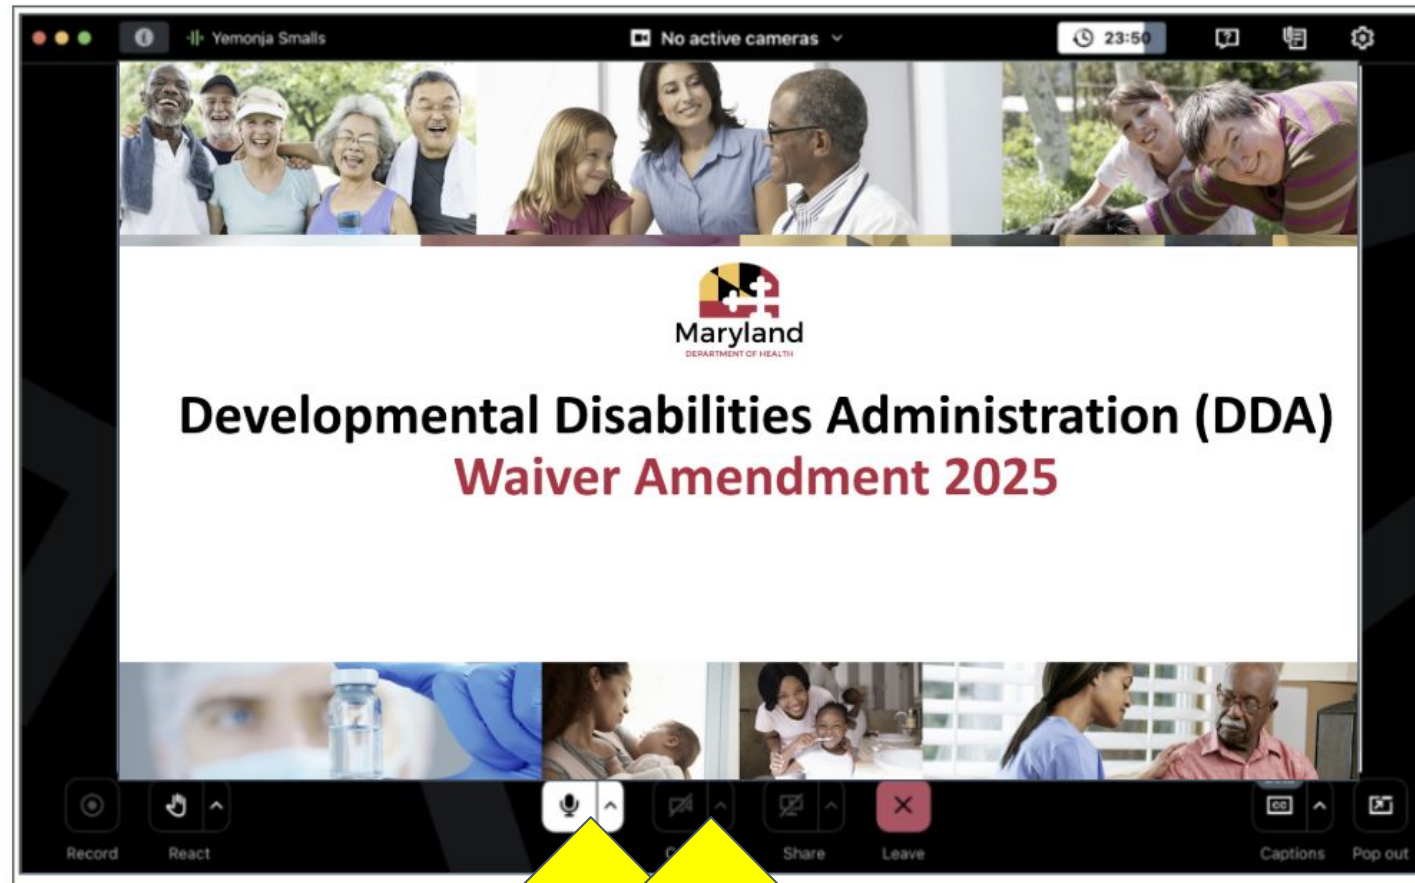 Yemonja Smalls
No active cameras
23:50
Maryland
DEPARTMENT OF HEALTH
Developmental Disabilities Administration (DDA)
Waiver Amendment 2025
CC
Record
React
Share
Leave
Captions
Pop out